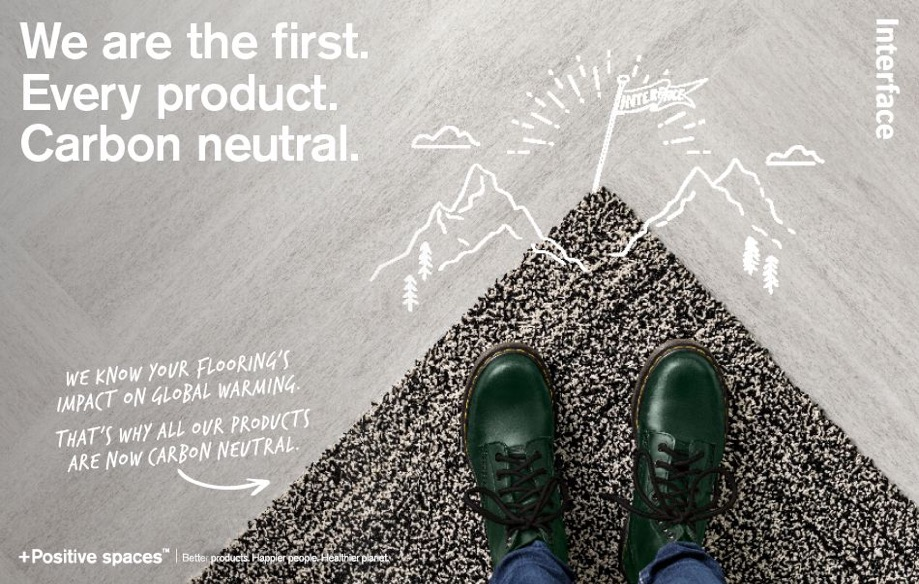 We are the first.
Every product.
Carbon neutral.
Interface
INTERFACE
WE KNOW YOUR FLOORING'S
IMPACT ON GLOBAL WARMING.
THAT'S WHY ALL OUR PRODUCTS
ARE NOW CARBON NEUTRAL.
+Positive spaces™
Better products. Happier people. Healthier planet.